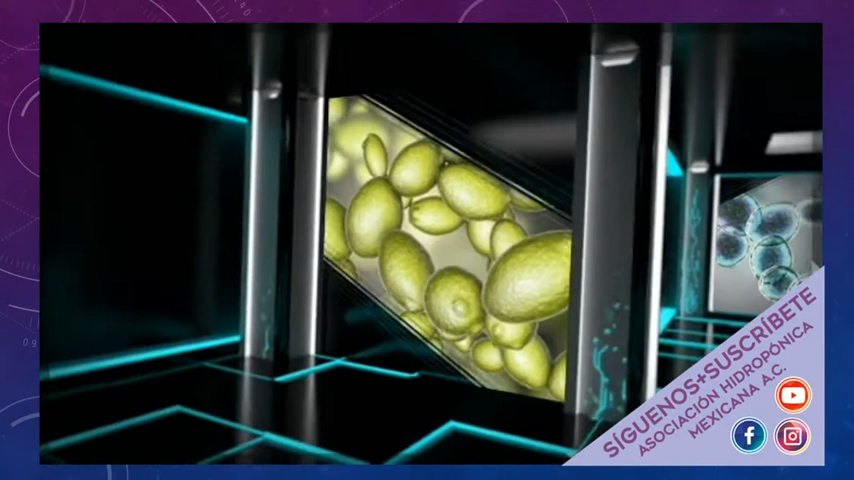 SÍGUENOS+SUSCRÍBETE
ASOCIACIÓN HIDROPÓNICA
MEXICANA A.C.